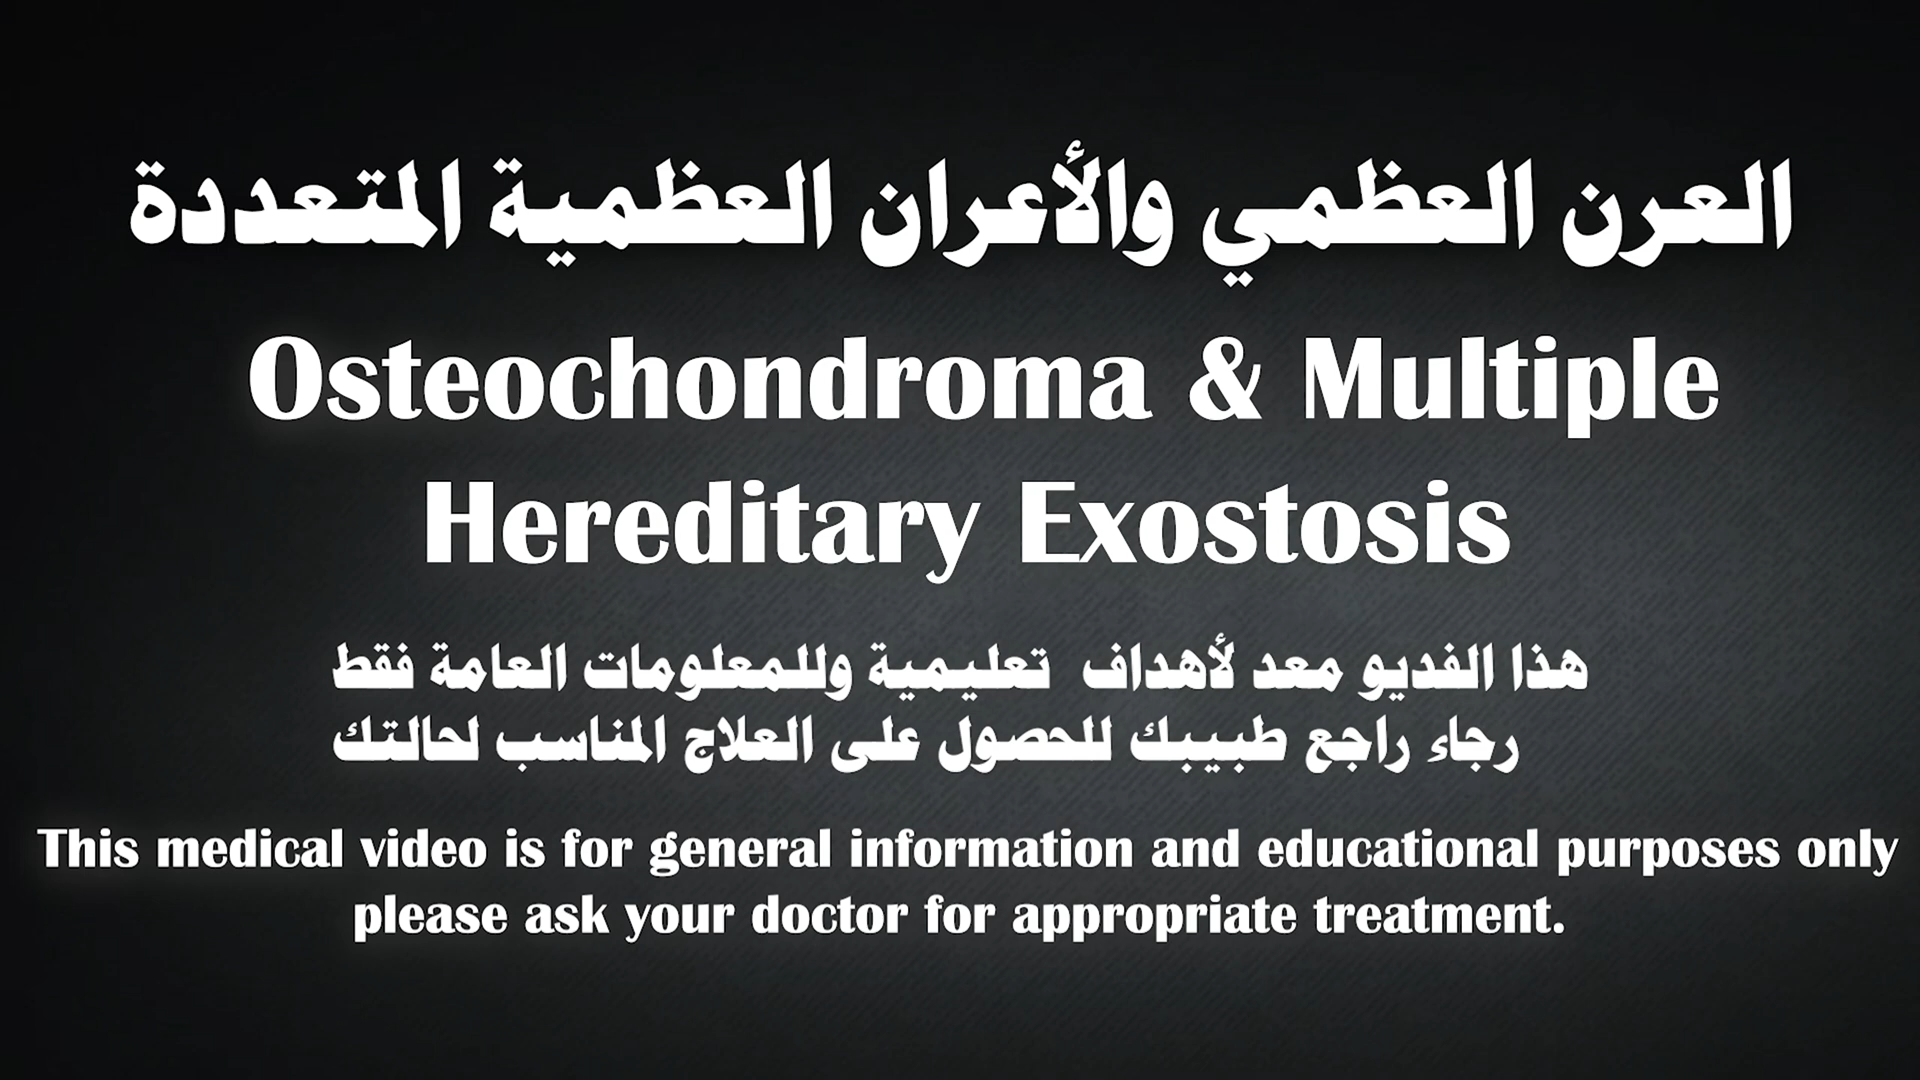 العرن العظمي والأعران العظمية المتعددة
Osteochondroma & Multiple
Hereditary Exostosis
هذا الفديو معد لأهداف تعليمية وللمعلومات العامة فقط
رجاء راجع طبيبك للحصول على العلاج المناسب لحالتك
This medical video is for general information and educational purposes only
please ask your doctor for appropriate treatment.